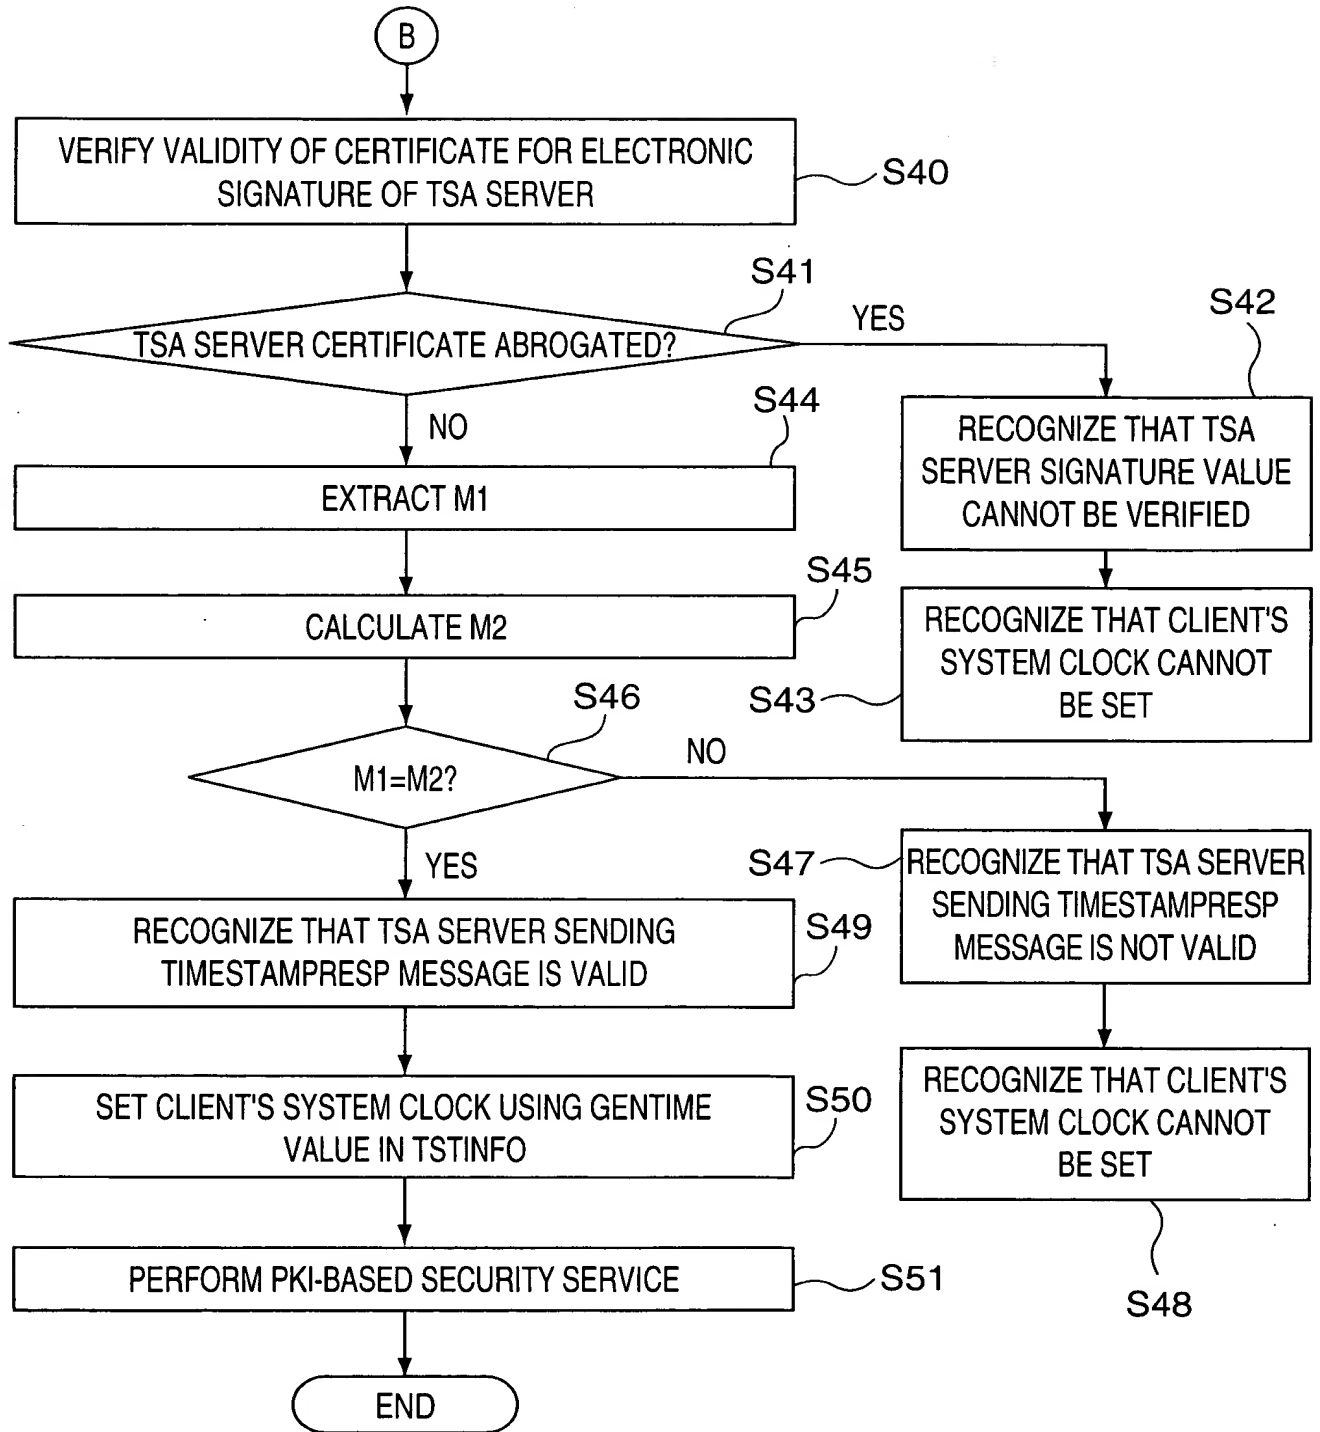 B
VERIFY VALIDITY OF CERTIFICATE FOR ELECTRONIC
SIGNATURE OF TSA SERVER
S40
S41
TSA SERVER CERTIFICATE ABROGATED?
YES
S42
NO
S44
RECOGNIZE THAT TSA
SERVER SIGNATURE VALUE
CANNOT BE VERIFIED
EXTRACT M1
S45
CALCULATE M2
RECOGNIZE THAT CLIENT'S
SYSTEM CLOCK CANNOT
BE SET
S43
S46
M1=M2?
NO
YES
S47
RECOGNIZE THAT TSA SERVER
SENDING TIMESTAMPRESP
MESSAGE IS NOT VALID
RECOGNIZE THAT TSA SERVER SENDING
TIMESTAMPRESP MESSAGE IS VALID
S49
SET CLIENT'S SYSTEM CLOCK USING GENTIME
VALUE IN TSTINFO
S50
RECOGNIZE THAT CLIENT'S
SYSTEM CLOCK CANNOT
BE SET
S48
PERFORM PKI-BASED SECURITY SERVICE
S51
END